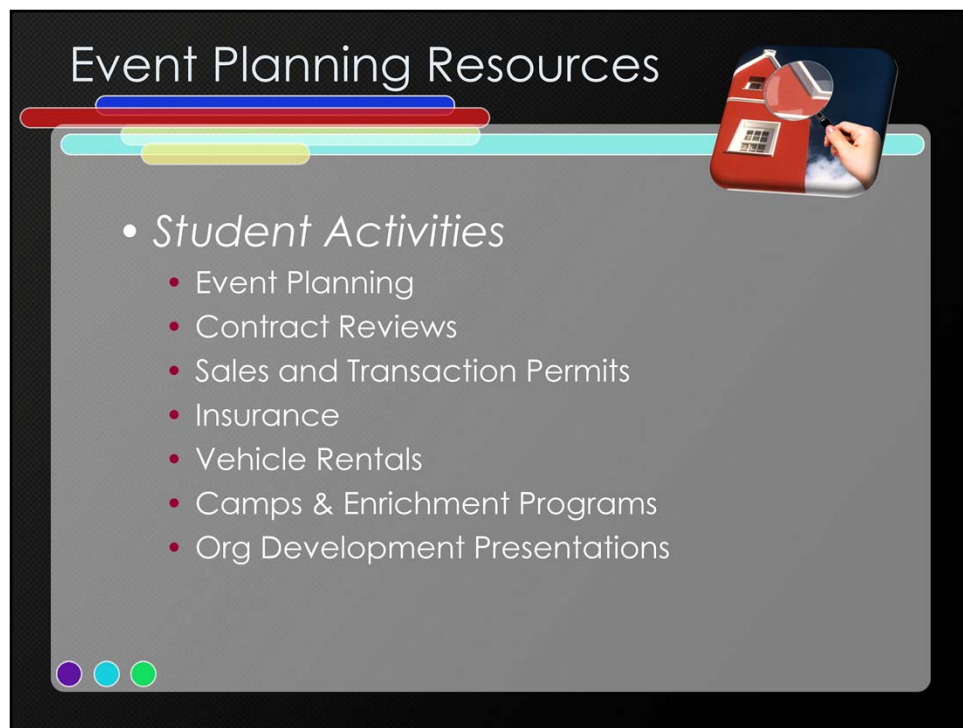 Event Planning Resources
• Student Activities
• Event Planning
• Contract Reviews
• Sales and Transaction Permits
• Insurance
• Vehicle Rentals
• Camps & Enrichment Programs
• Org Development Presentations